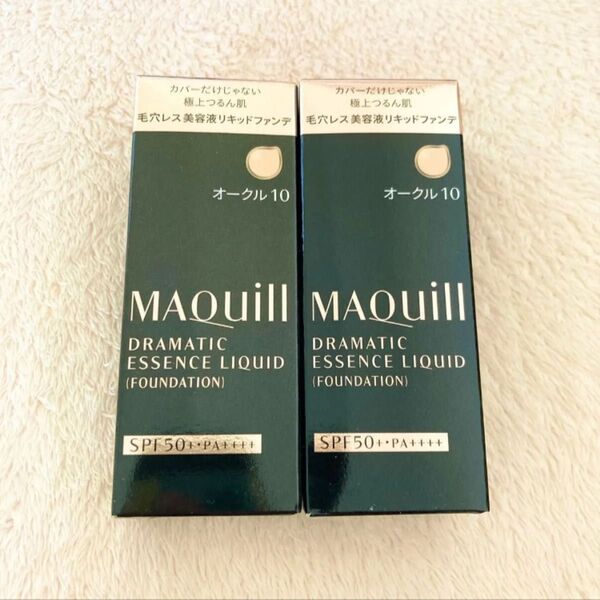 カバーだけじゃない
極上つるん肌
毛穴レス美容液リキッドファンデ
オークル10
MAQuill
DRAMATIC
ESSENCE LIQUID
(FOUNDATION)
SPF50+・PA++++
カバーだけじゃない
極上つるん肌
毛穴レス美容液リキッドファンデ
オークル10
MAQuill
DRAMATIC
ESSENCE LIQUID
(FOUNDATION)
SPF50+・PA++++